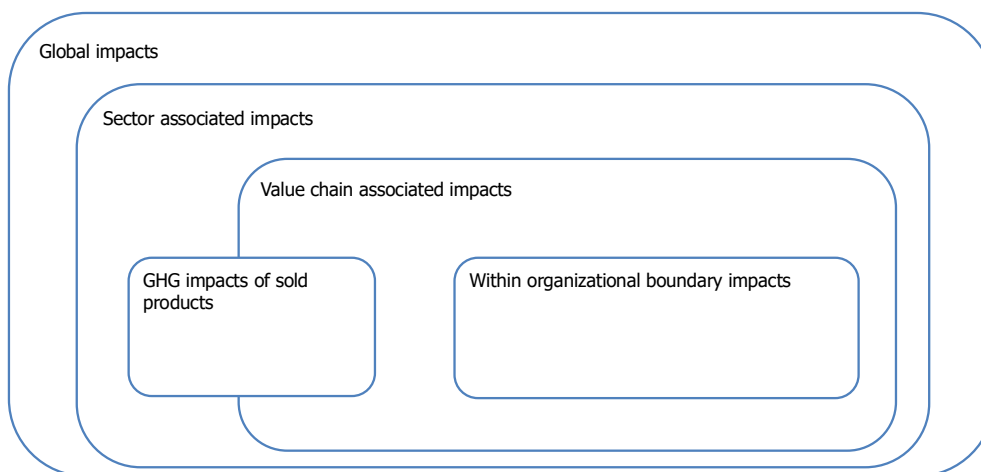 Global impacts
Sector associated impacts
Value chain associated impacts
GHG impacts of sold
products
Within organizational boundary impacts